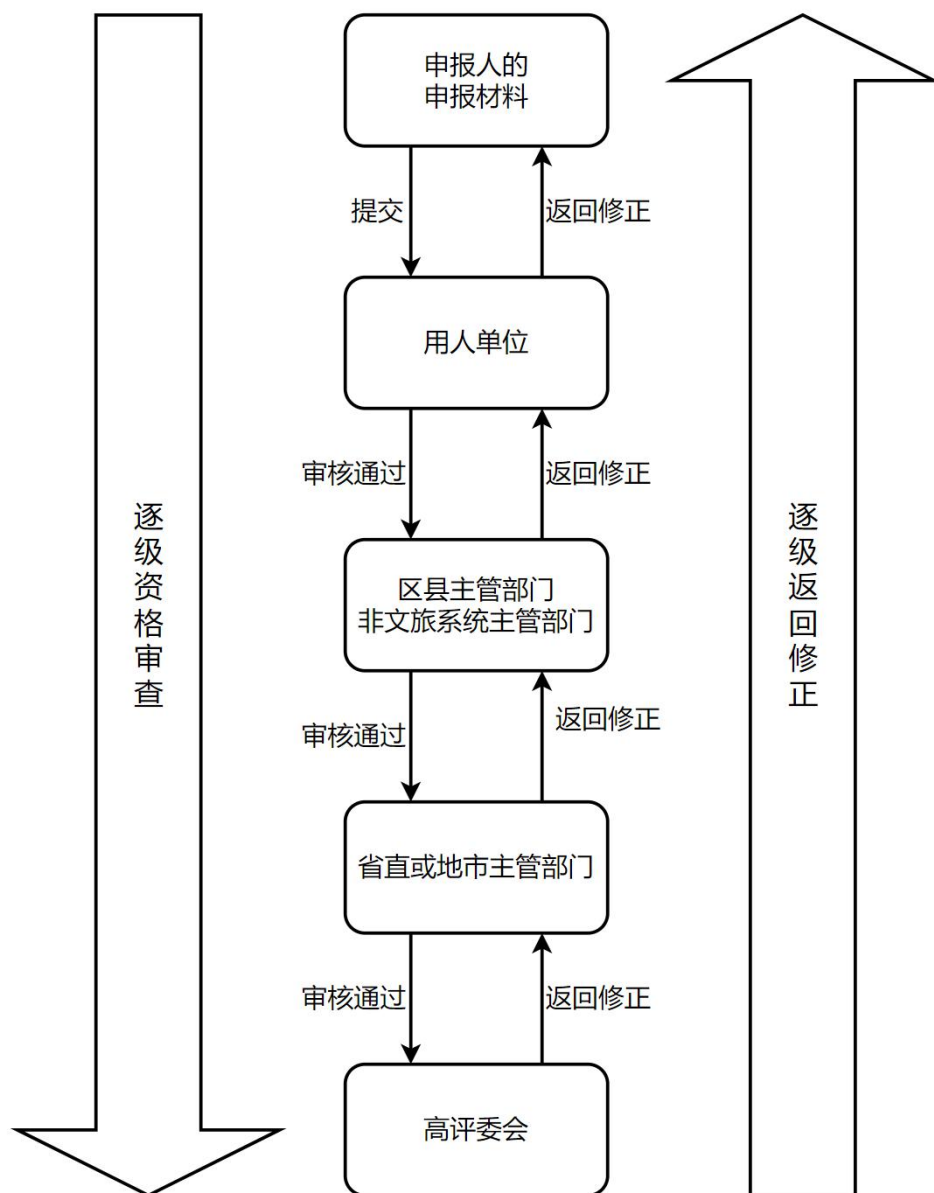 申报人的
申报材料
提交
返回修正
用人单位
审核通过
返回修正
区县主管部门
非文旅系统主管部门
审核通过
返回修正
省直或地市主管部门
审核通过
返回修正
高评委会
逐级资格审查
逐级返回修正